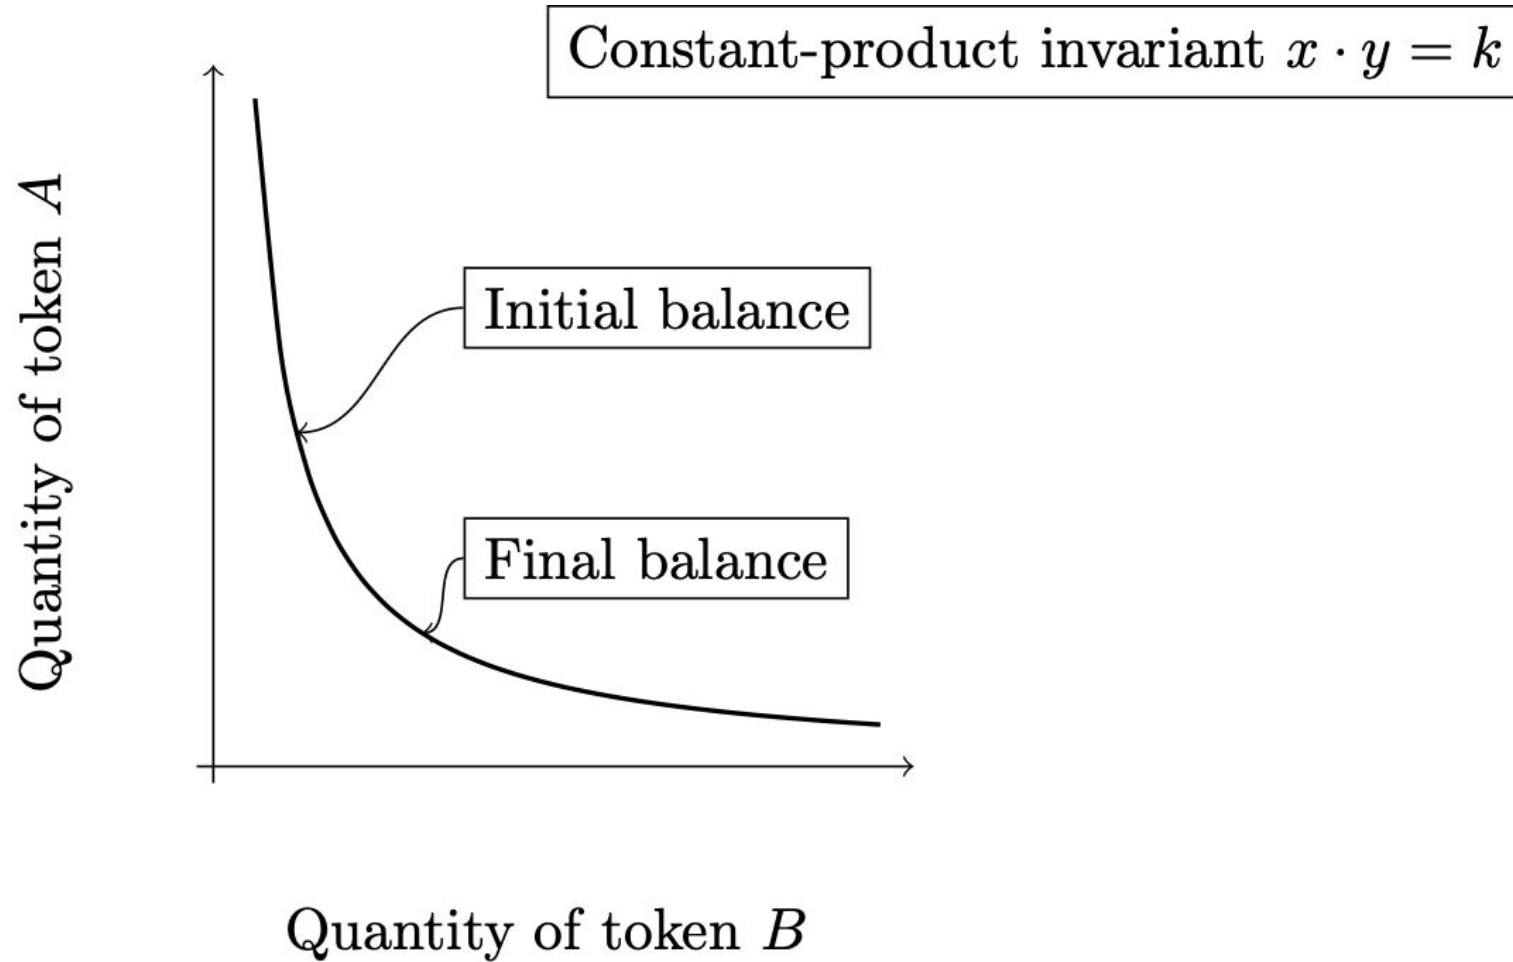 Constant-product invariant x · y = k
Quantity of token A
Initial balance
Final balance
Quantity of token B